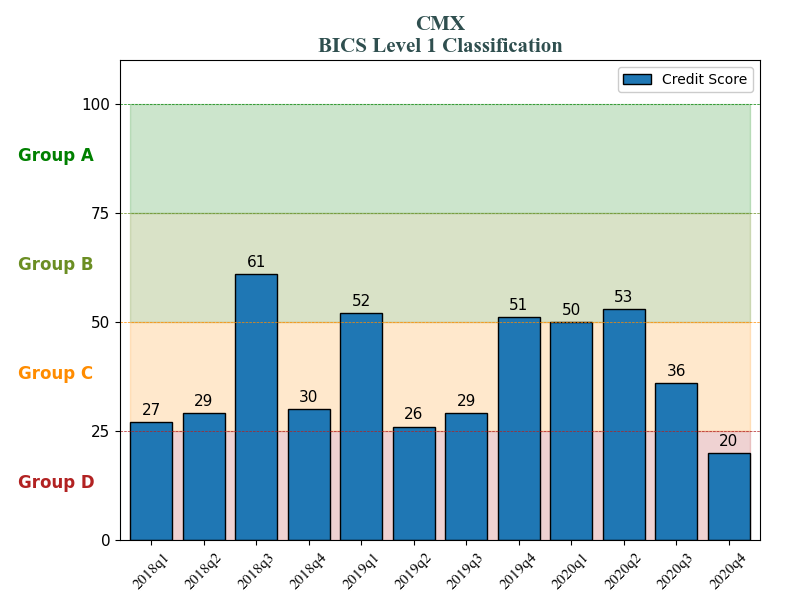 CMX
BICS Level 1 Classification
Credit Score
100
Group A
75
Group B
61
52
51
50
53
50
Group C
36
27
29
30
26
29
25
20
Group D
0
2018q1
2018q2
2018q3
2018q4
2019q1
2019q2
2019q3
2019q4
2020q1
2020q2
2020q3
2020q4